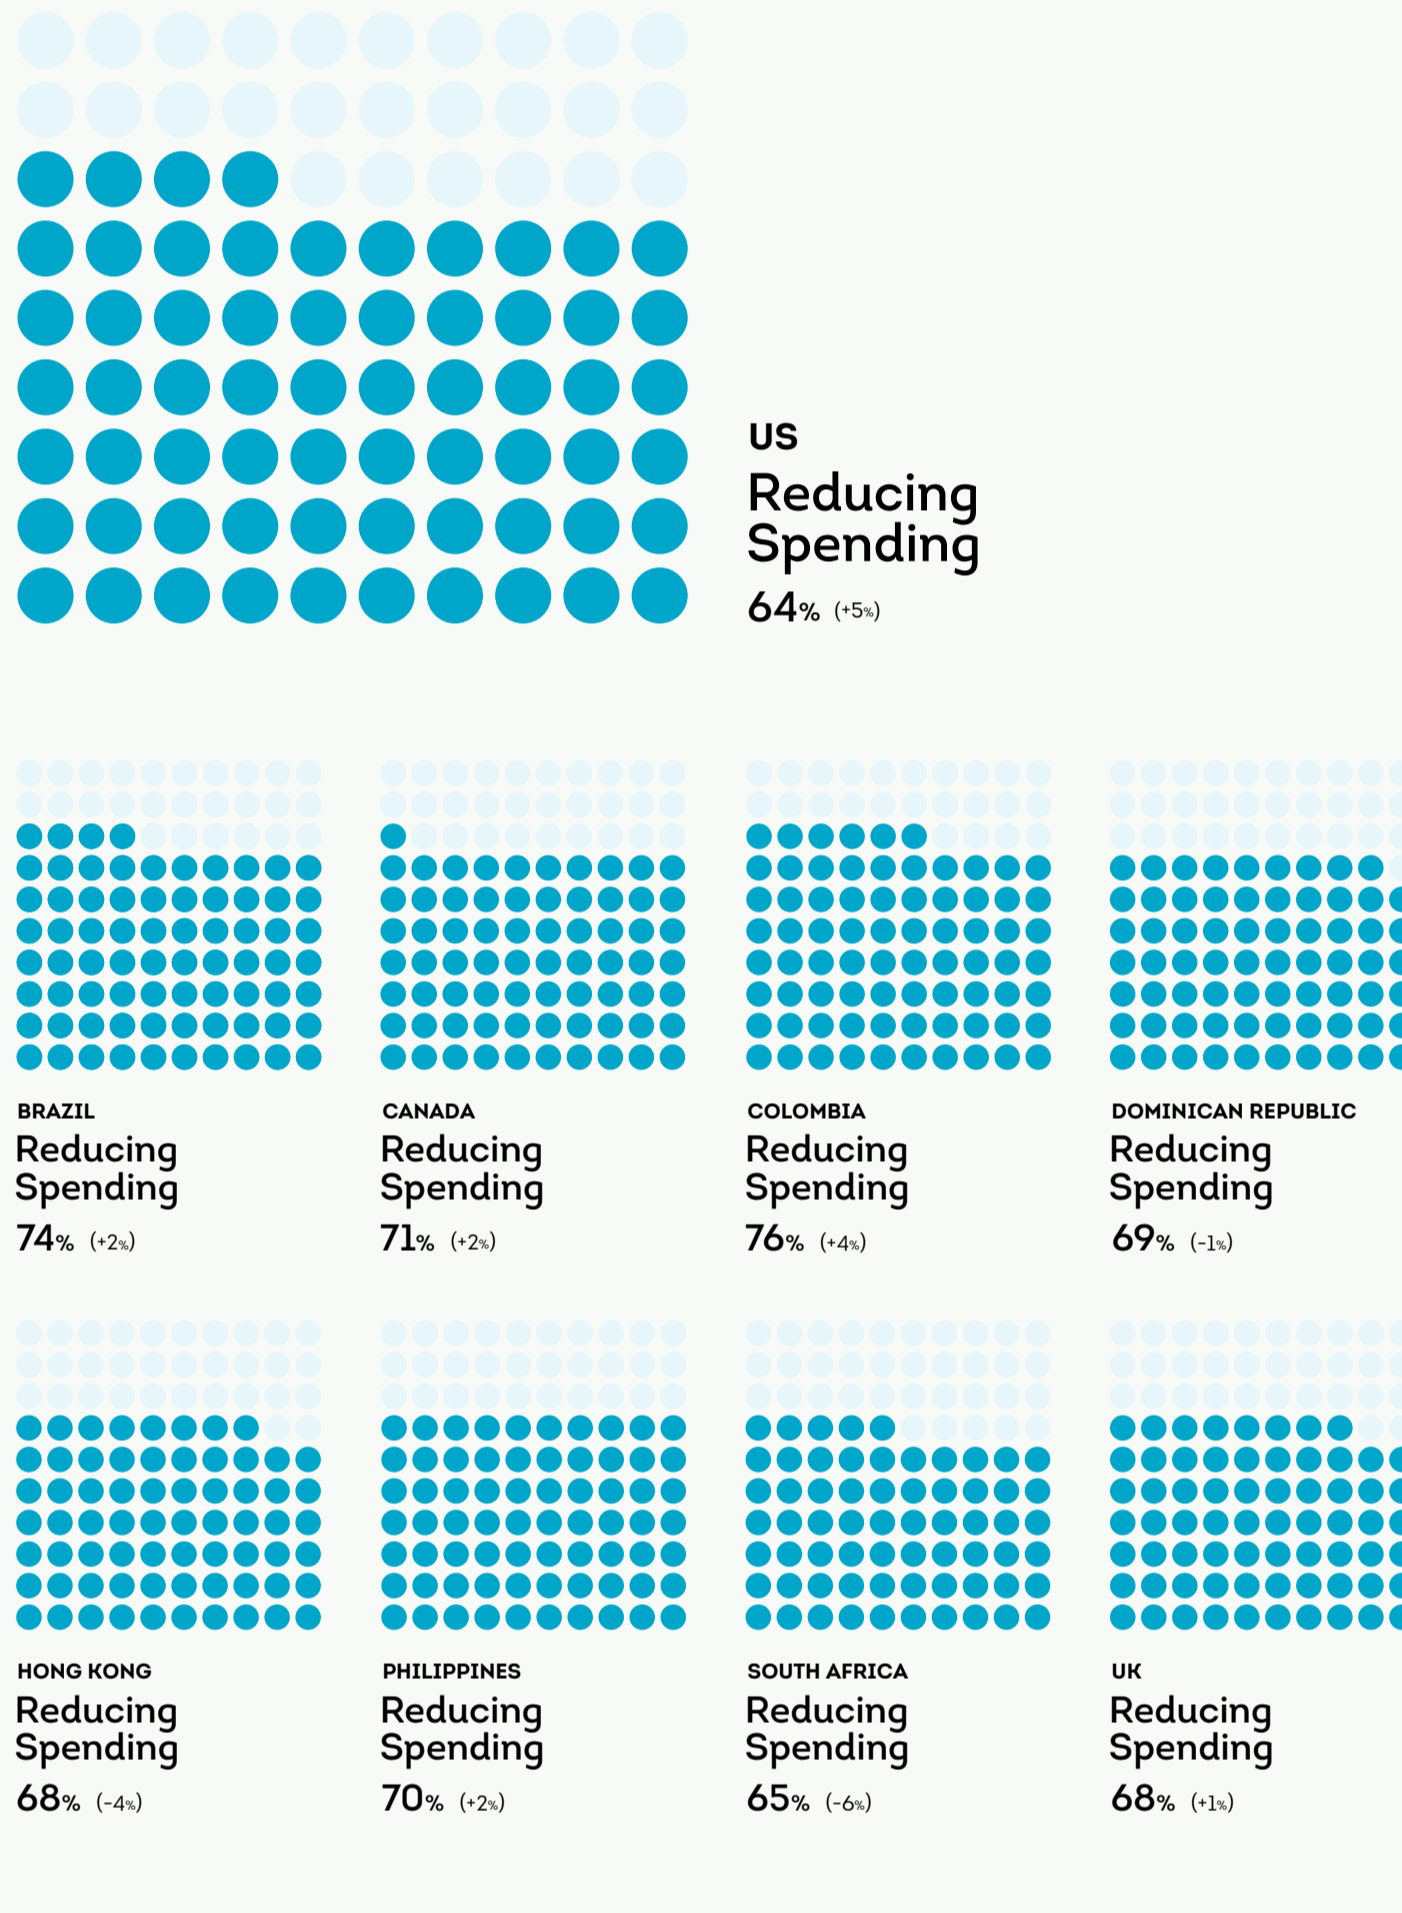 US
Reducing
Spending
64% (+5%)
BRAZIL
Reducing
Spending
74% (+2%)
CANADA
Reducing
Spending
71% (+2%)
COLOMBIA
Reducing
Spending
76% (+4%)
DOMINICAN REPUBLIC
Reducing
Spending
69% (-1%)
HONG KONG
Reducing
Spending
68% (-4%)
PHILIPPINES
Reducing
Spending
70% (+2%)
SOUTH AFRICA
Reducing
Spending
65% (-6%)
UK
Reducing
Spending
68% (+1%)